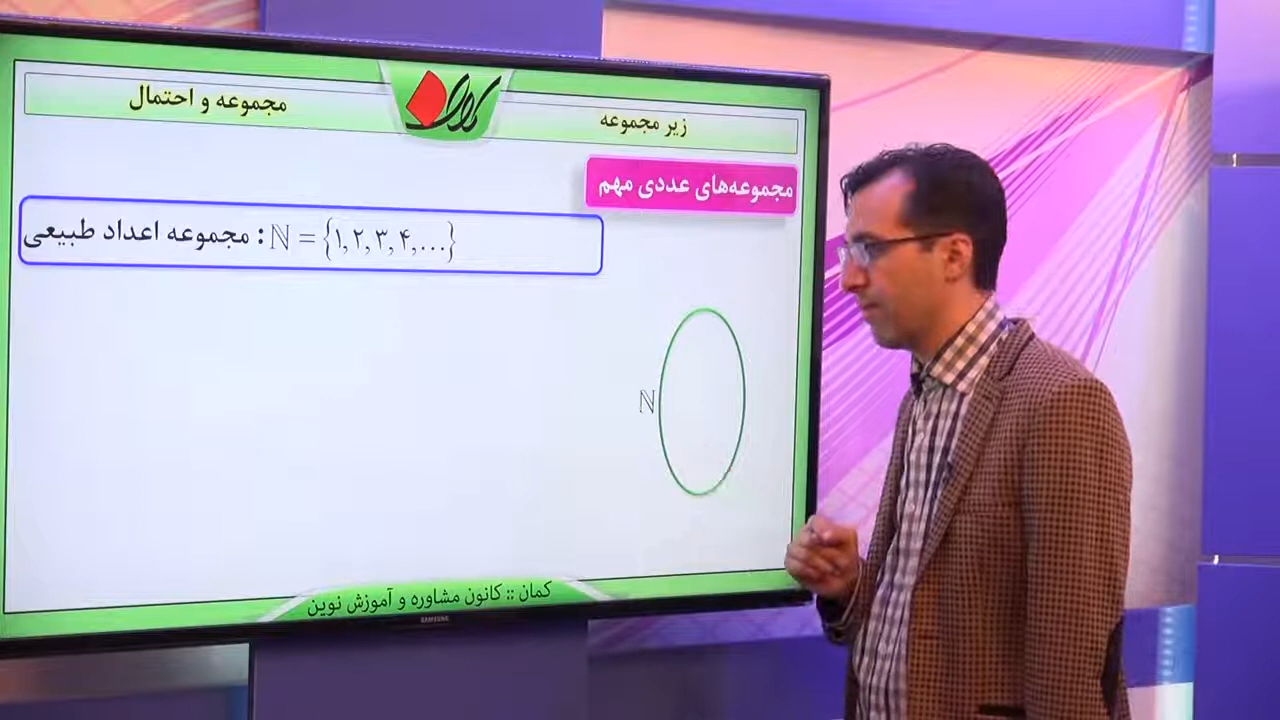 زیر مجموعه
مجموعه و احتمال
کمان
مجموعه‌های عددی مهم
مجموعه اعداد طبیعی : ℕ = {۱,۲,۳,۴,...}
ℕ
کمان :: کانون مشاوره و آموزش نوین
SAMSUNG